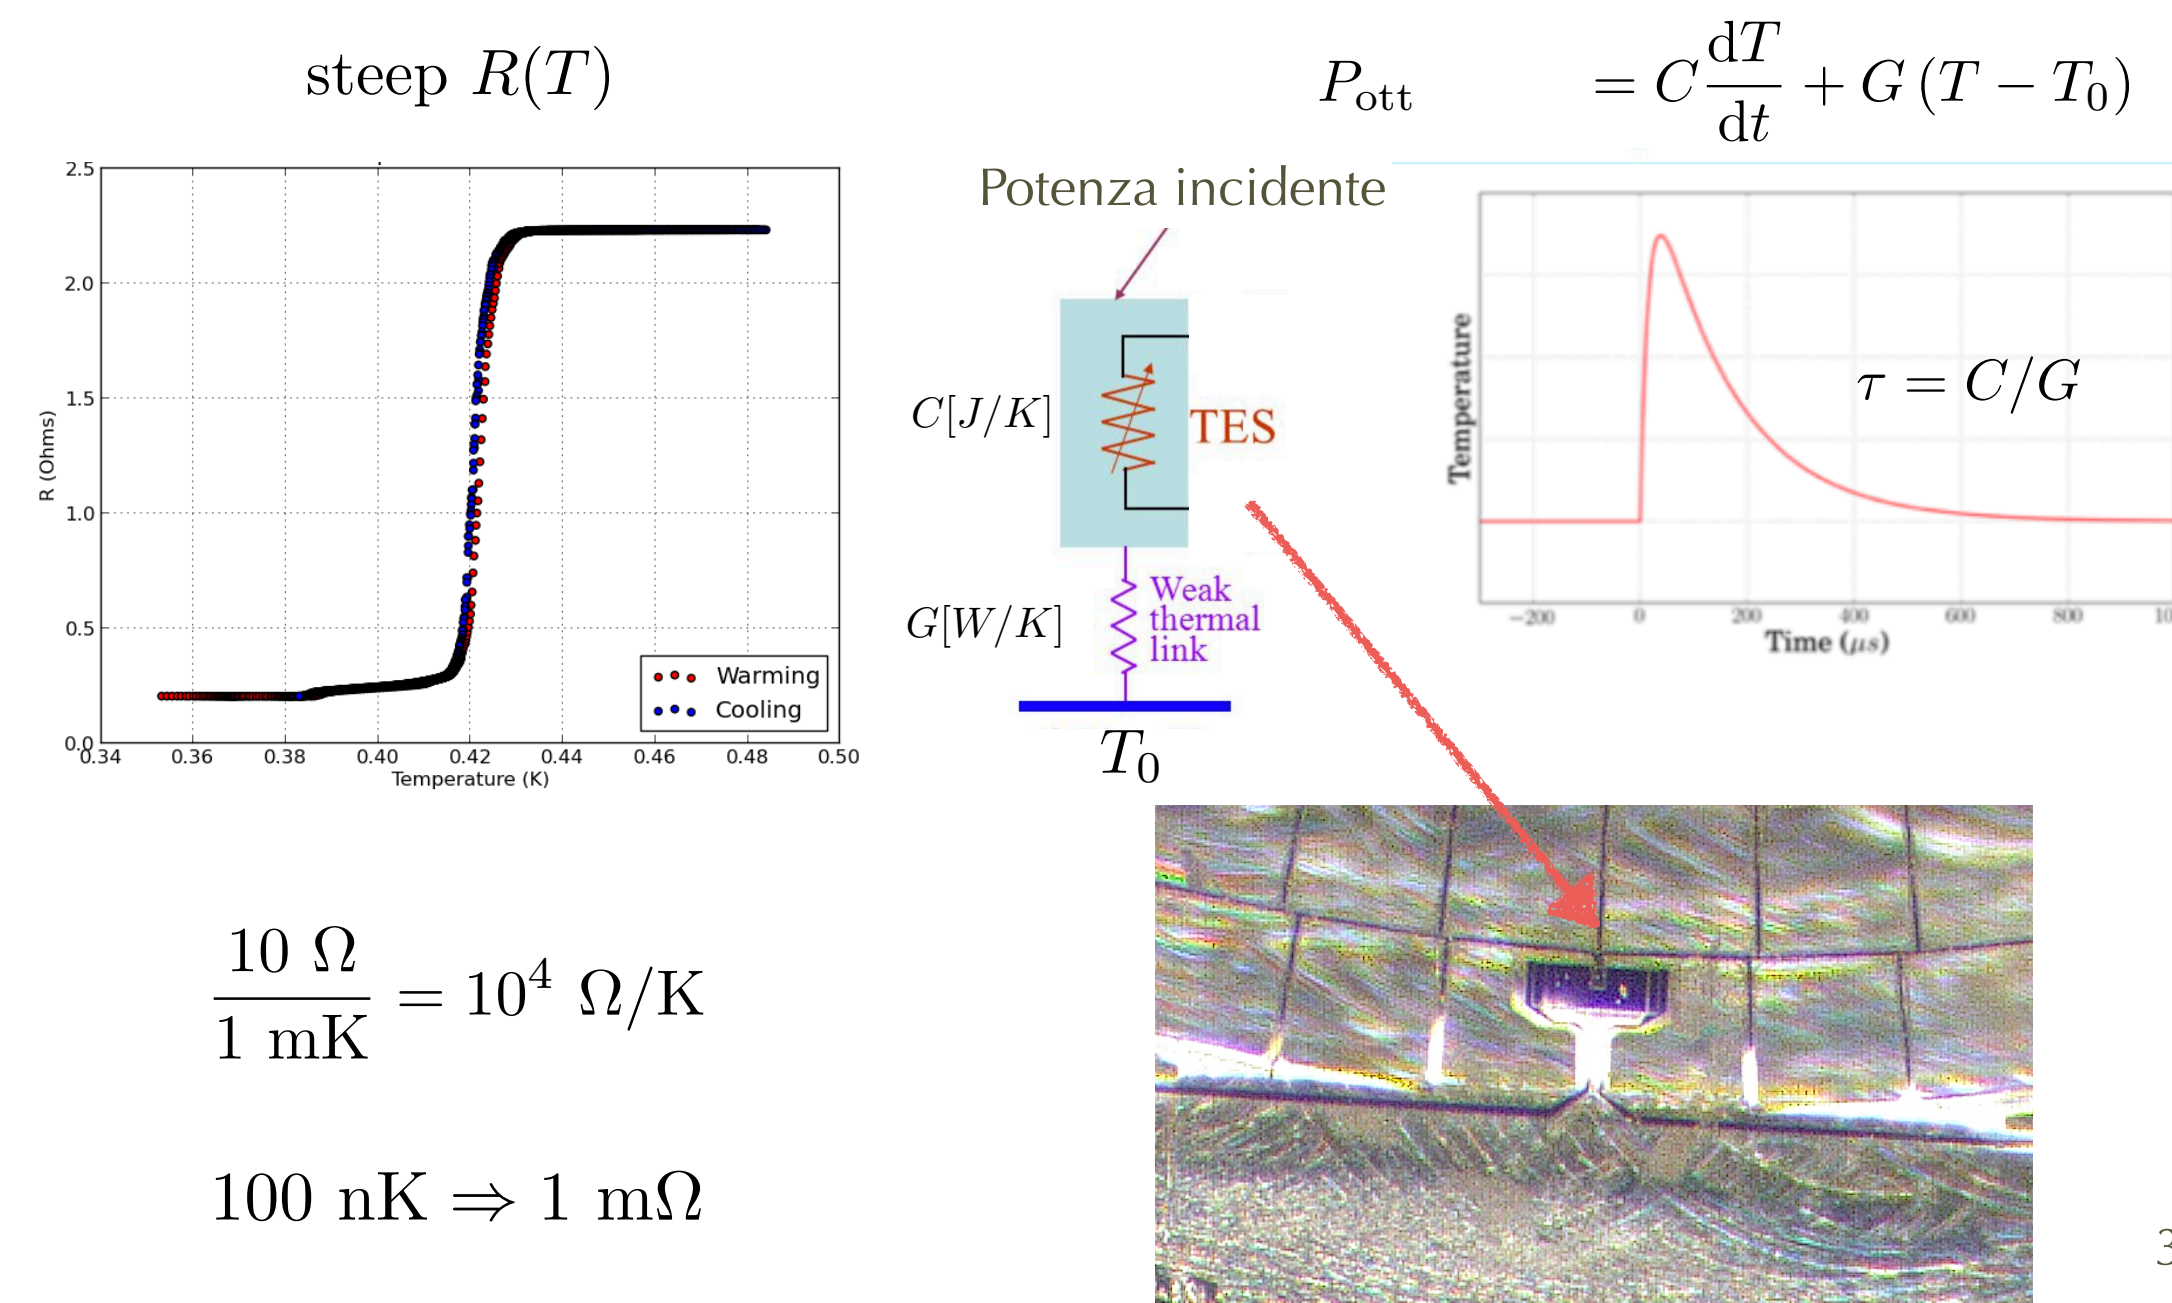 steep R(T)
P_ott = C dT/dt + G (T − T_0)
2.5
2.0
1.5
1.0
0.5
0.0
R (Ohms)
0.34 0.36 0.38 0.40 0.42 0.44 0.46 0.48 0.50
Temperature (K)
Warming
Cooling
Potenza incidente
C[J/K]
TES
G[W/K]
Weak
thermal
link
T_0
Temperature
τ = C/G
−200 0 200 400 600 800 10
Time (μs)
10 Ω / 1 mK = 10^4 Ω/K
100 nK ⇒ 1 mΩ
3